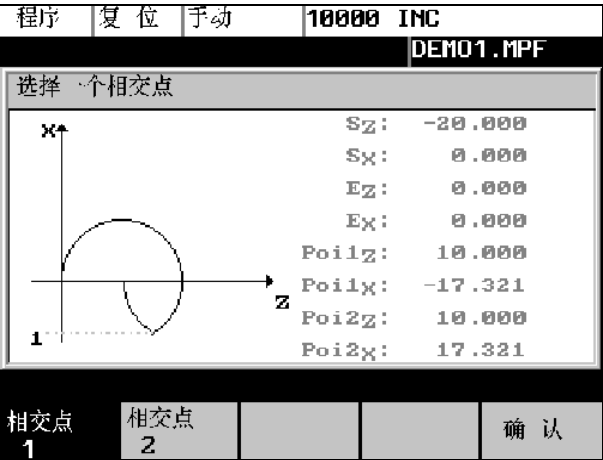 程序 复 位 手动 10000 INC
DEMO1.MPF
选择 一个相交点
X
Sz: -20.000
Sx: 0.000
Ez: 0.000
Ex: 0.000
Poi1z: 10.000
Poi1x: -17.321
Poi2z: 10.000
Poi2x: 17.321
Z
1
相交点 1
相交点 2
确 认